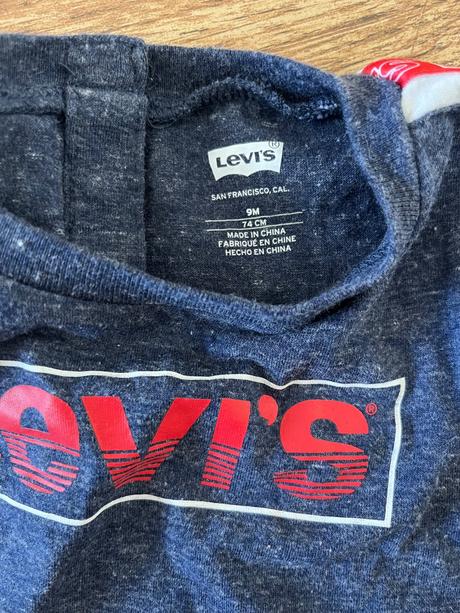 Levi's®
SAN FRANCISCO, CAL.
9M
74 CM
MADE IN CHINA
FABRIQUÉ EN CHINE
HECHO EN CHINA
evi's®